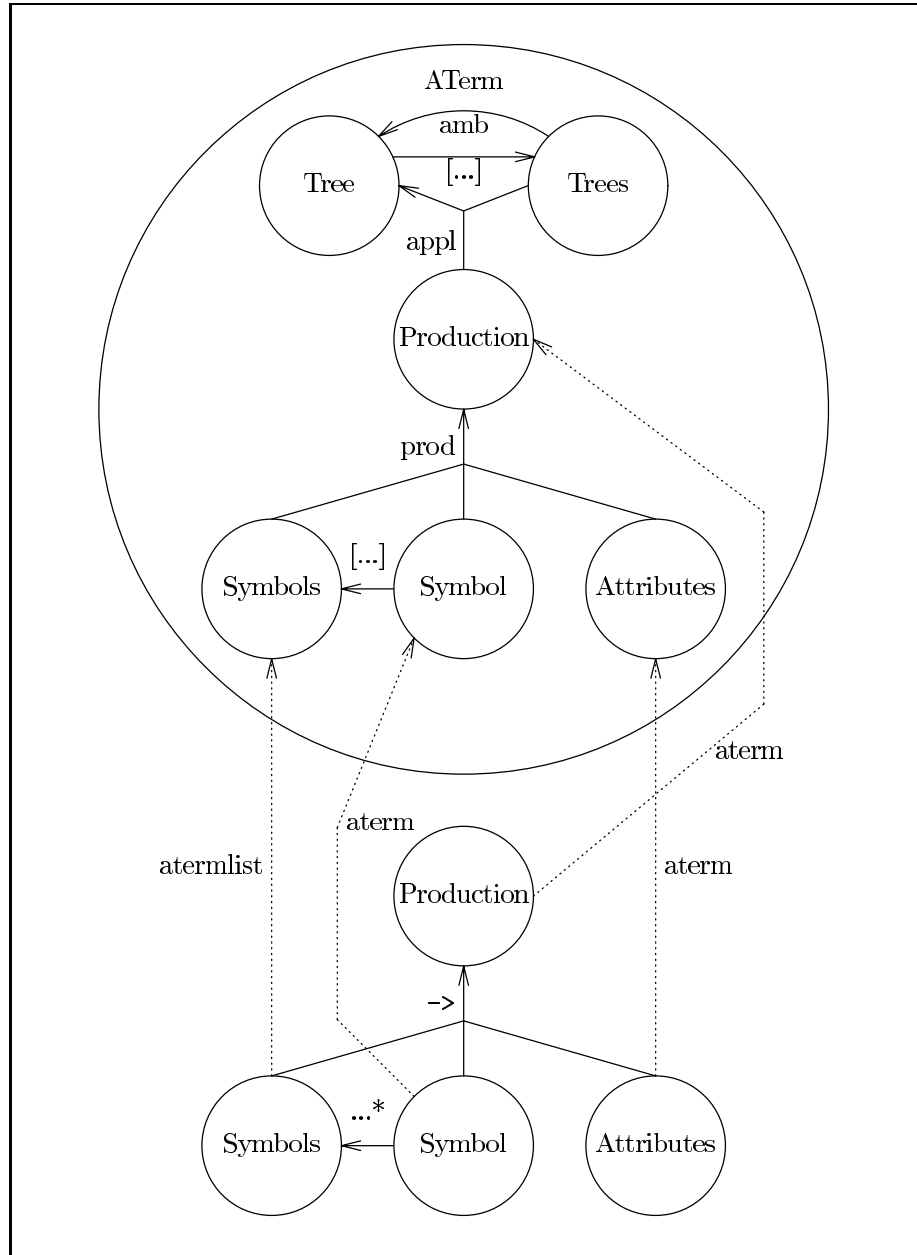 ATerm
amb
Tree
[...]
Trees
appl
Production
prod
[...]
Symbols
Symbol
Attributes
aterm
aterm
atermlist
aterm
Production
->
...*
Symbols
Symbol
Attributes